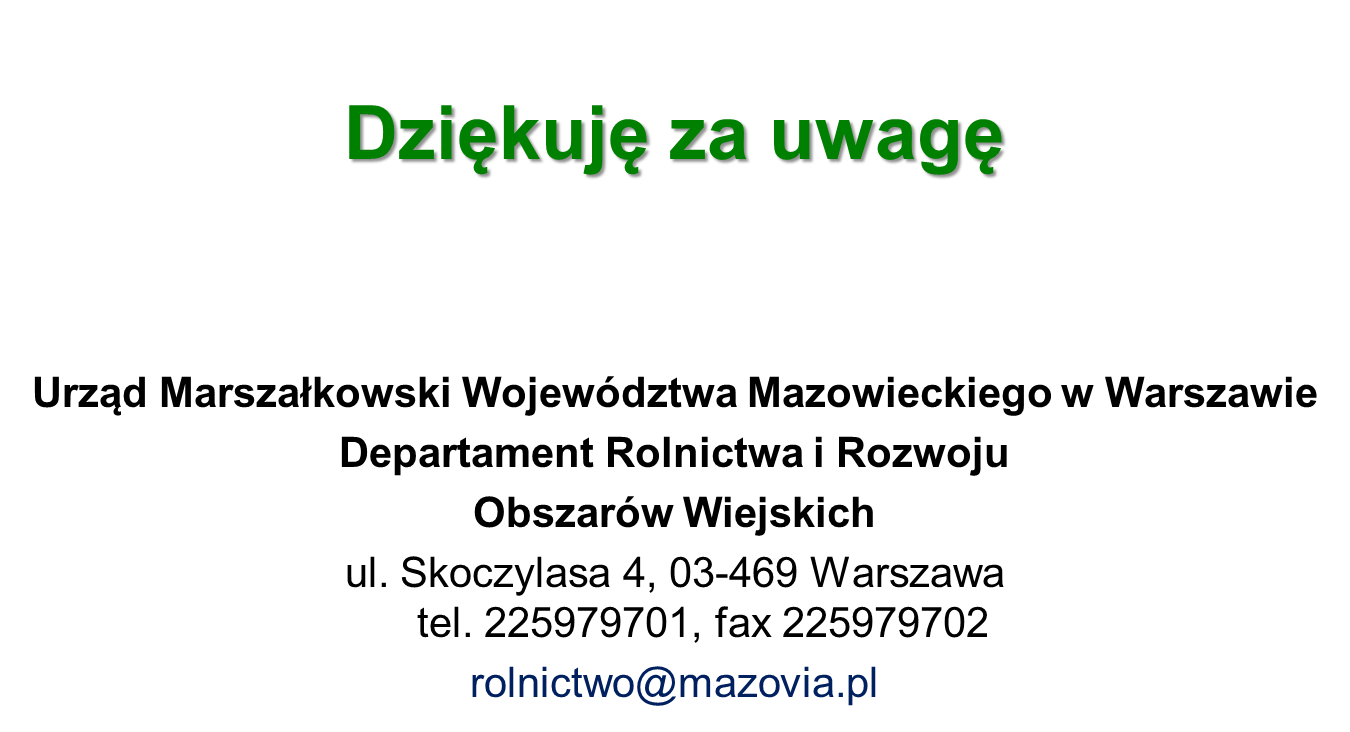 Dziękuję za uwagę
Urząd Marszałkowski Województwa Mazowieckiego w Warszawie
Departament Rolnictwa i Rozwoju
Obszarów Wiejskich
ul. Skoczylasa 4, 03-469 Warszawa
tel. 225979701, fax 225979702
rolnictwo@mazovia.pl